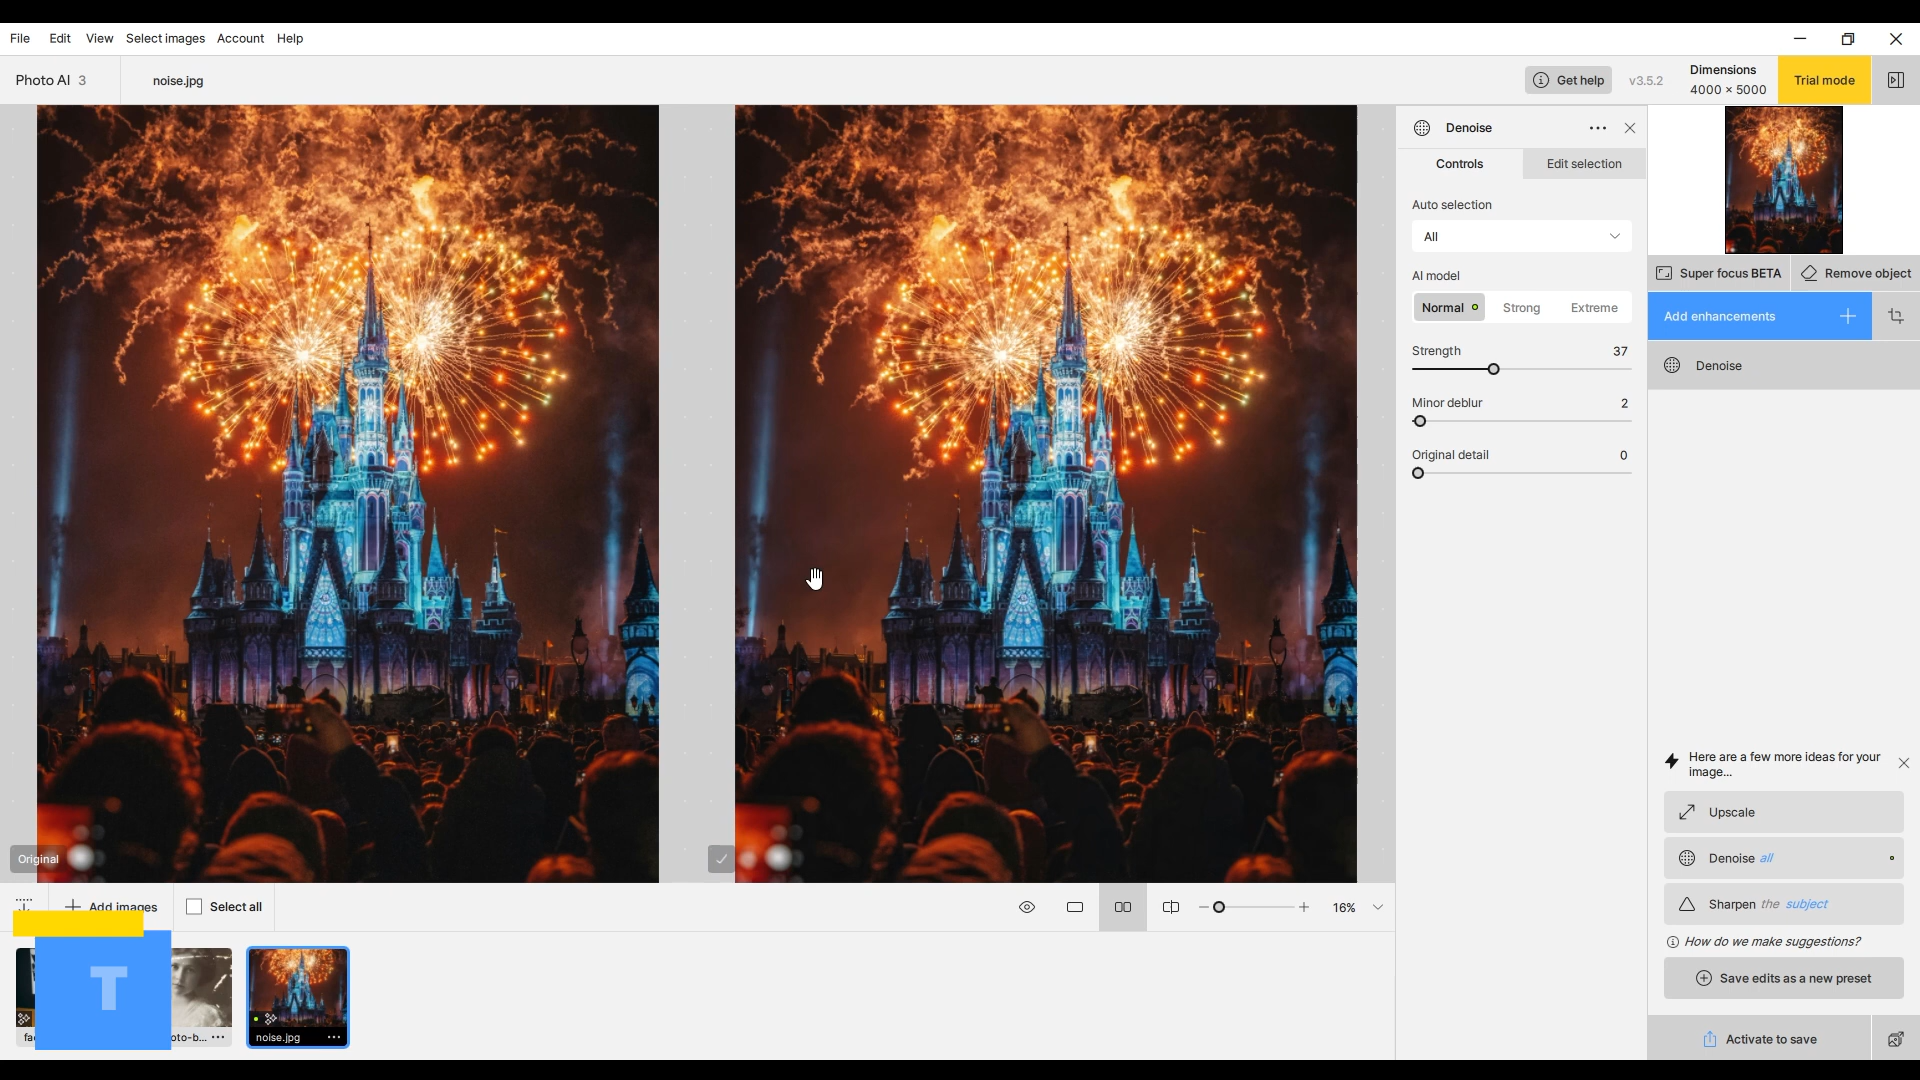 File Edit View Select images Account Help
Photo AI 3 noise.jpg Get help v3.5.2 Dimensions
4000 × 5000 Trial mode
Denoise
Controls Edit selection
Auto selection
All
AI model
Normal Strong Extreme
Strength 37
Minor deblur 2
Original detail 0
Super focus BETA Remove object
Add enhancements
Denoise
Here are a few more ideas for your
image...
Upscale
Denoise all
Sharpen the subject
How do we make suggestions?
Save edits as a new preset
Activate to save
Original
Add images Select all 16%
T
oto-b... noise.jpg